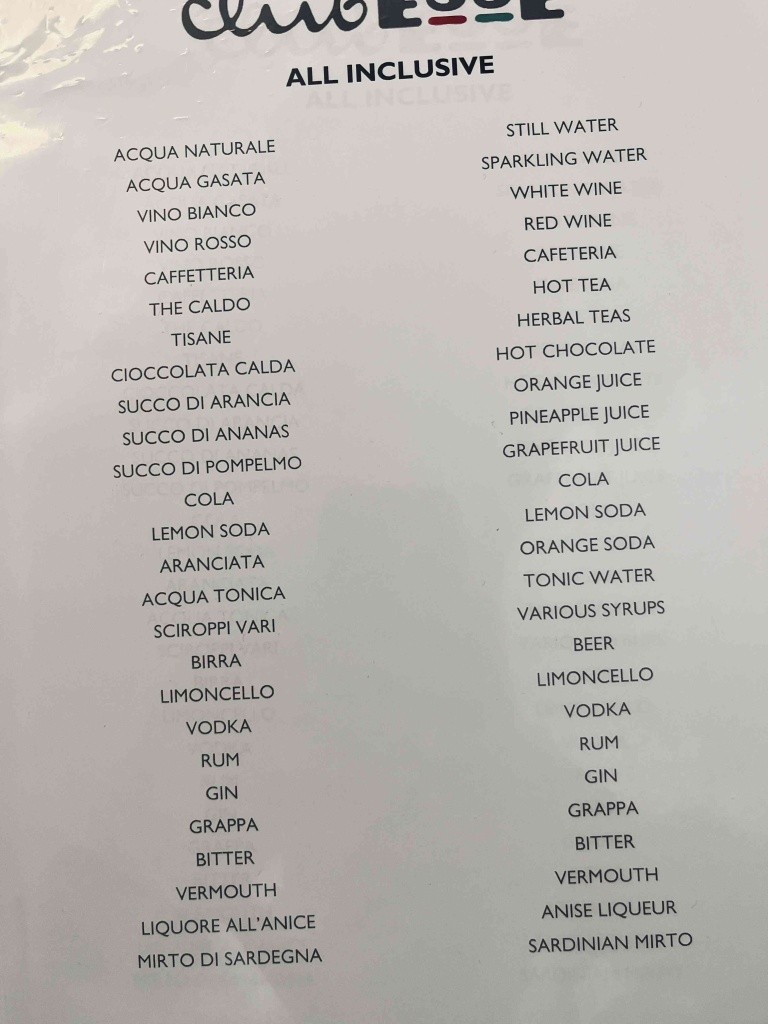 club ESSE
ALL INCLUSIVE
ACQUA NATURALE
ACQUA GASATA
VINO BIANCO
VINO ROSSO
CAFFETTERIA
THE CALDO
TISANE
CIOCCOLATA CALDA
SUCCO DI ARANCIA
SUCCO DI ANANAS
SUCCO DI POMPELMO
COLA
LEMON SODA
ARANCIATA
ACQUA TONICA
SCIROPPI VARI
BIRRA
LIMONCELLO
VODKA
RUM
GIN
GRAPPA
BITTER
VERMOUTH
LIQUORE ALL'ANICE
MIRTO DI SARDEGNA
STILL WATER
SPARKLING WATER
WHITE WINE
RED WINE
CAFETERIA
HOT TEA
HERBAL TEAS
HOT CHOCOLATE
ORANGE JUICE
PINEAPPLE JUICE
GRAPEFRUIT JUICE
COLA
LEMON SODA
ORANGE SODA
TONIC WATER
VARIOUS SYRUPS
BEER
LIMONCELLO
VODKA
RUM
GIN
GRAPPA
BITTER
VERMOUTH
ANISE LIQUEUR
SARDINIAN MIRTO